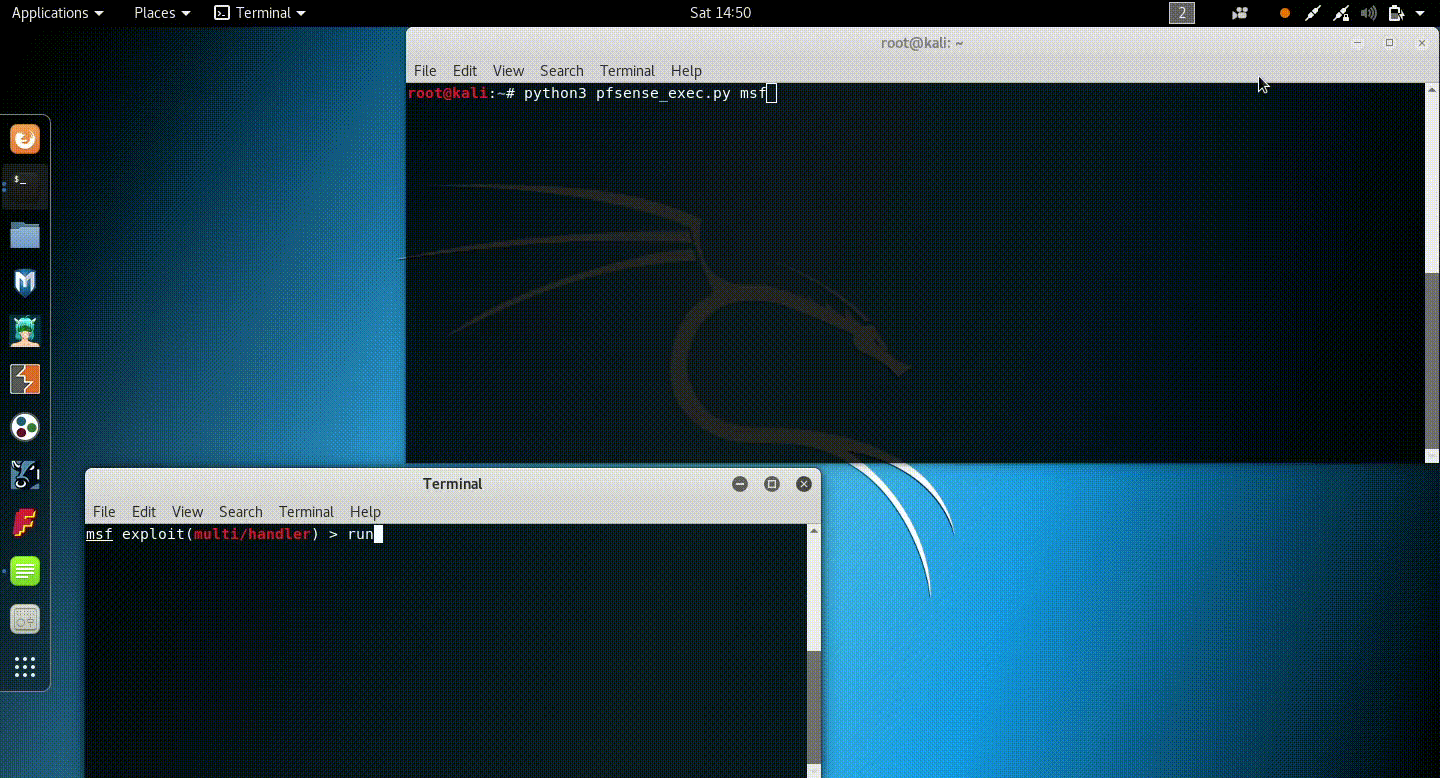 Applications Places Terminal Sat 14:50 2
root@kali: ~
File Edit View Search Terminal Help
root@kali:~# python3 pfsense_exec.py msf
$_
M
Terminal
File Edit View Search Terminal Help
msf exploit(multi/handler) > run